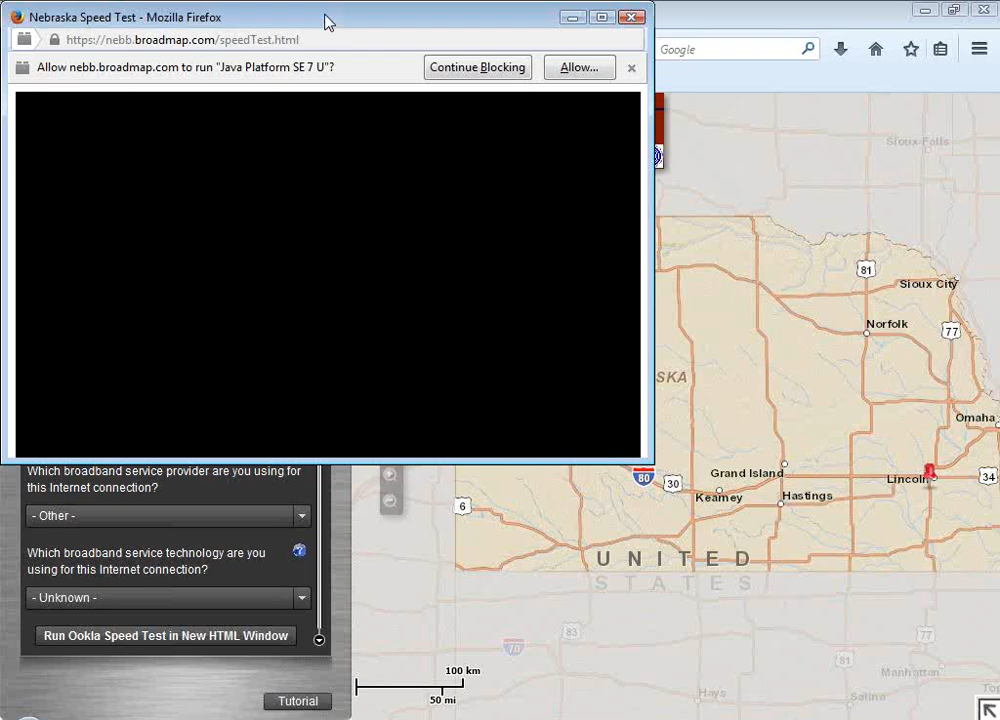 Nebraska Speed Test - Mozilla Firefox
https://nebb.broadmap.com/speedTest.html
Allow nebb.broadmap.com to run "Java Platform SE 7 U"?
Continue Blocking
Allow...
Google
Sioux Falls
81
Sioux City
SKA
Norfolk
77
Omaha
80
30
Grand Island
Lincoln
34
Kearney
Hastings
6
UNITED
STATES
83
77
81
Manhattan
Hays
Salina
100 km
50 mi
Which broadband service provider are you using for
this Internet connection?
- Other -
Which broadband service technology are you
using for this Internet connection?
- Unknown -
Run Ookla Speed Test in New HTML Window
Tutorial